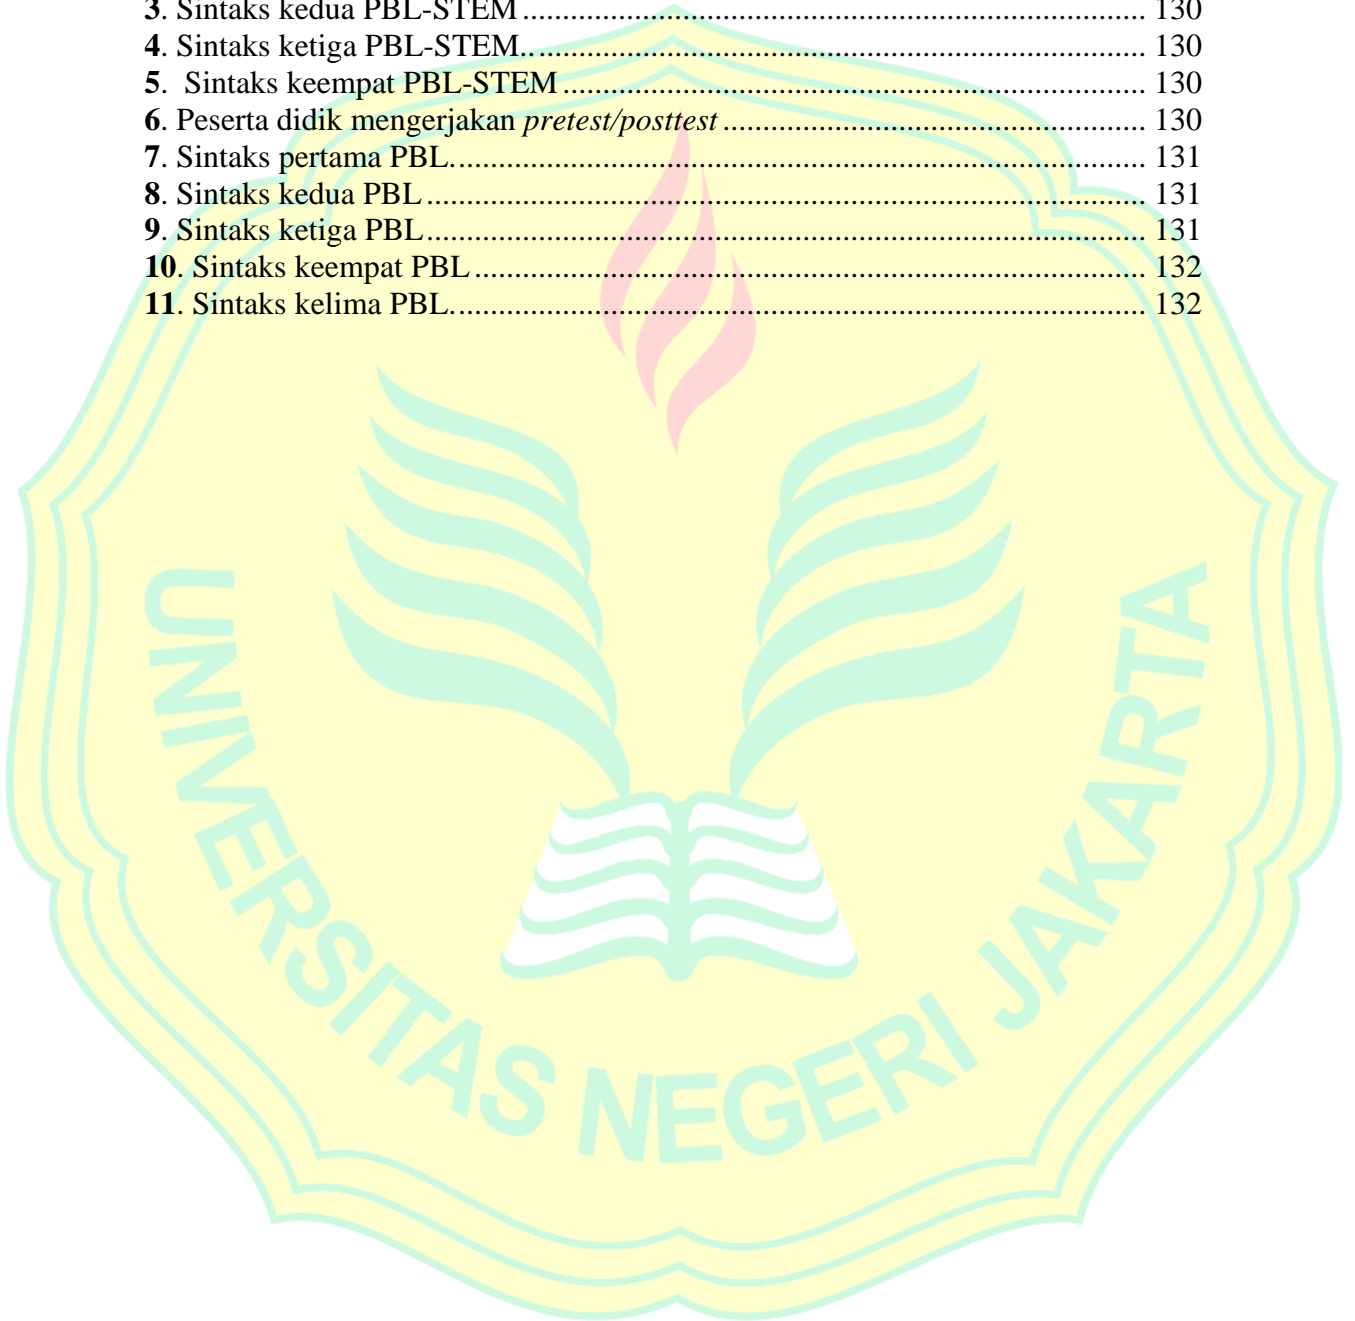 3. Sintaks kedua PBL-STEM ........................................................................... 130
4. Sintaks ketiga PBL-STEM............................................................................ 130
5.  Sintaks keempat PBL-STEM ...................................................................... 130
6. Peserta didik mengerjakan pretest/posttest ................................................... 130
7. Sintaks pertama PBL.................................................................................... 131
8. Sintaks kedua PBL ....................................................................................... 131
9. Sintaks ketiga PBL ....................................................................................... 131
10. Sintaks keempat PBL ................................................................................. 132
11. Sintaks kelima PBL.................................................................................... 132
UNIVERSITAS NEGERI JAKARTA